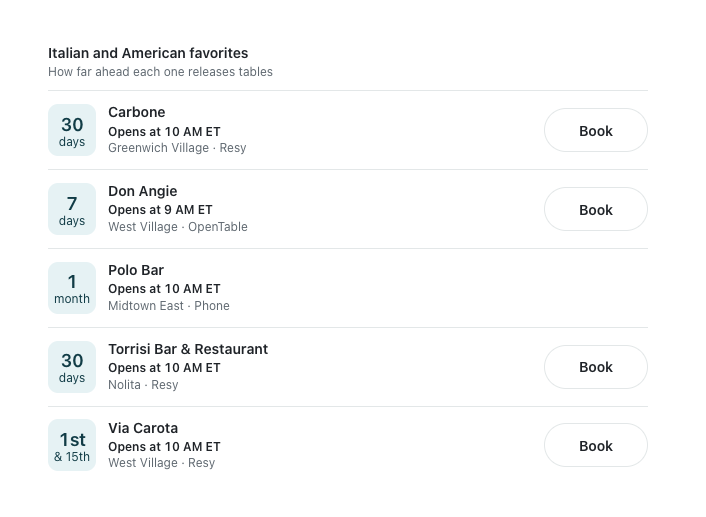 Italian and American favorites
How far ahead each one releases tables
30
days
Carbone
Opens at 10 AM ET
Greenwich Village · Resy
Book
7
days
Don Angie
Opens at 9 AM ET
West Village · OpenTable
Book
1
month
Polo Bar
Opens at 10 AM ET
Midtown East · Phone
30
days
Torrisi Bar & Restaurant
Opens at 10 AM ET
Nolita · Resy
Book
1st
& 15th
Via Carota
Opens at 10 AM ET
West Village · Resy
Book